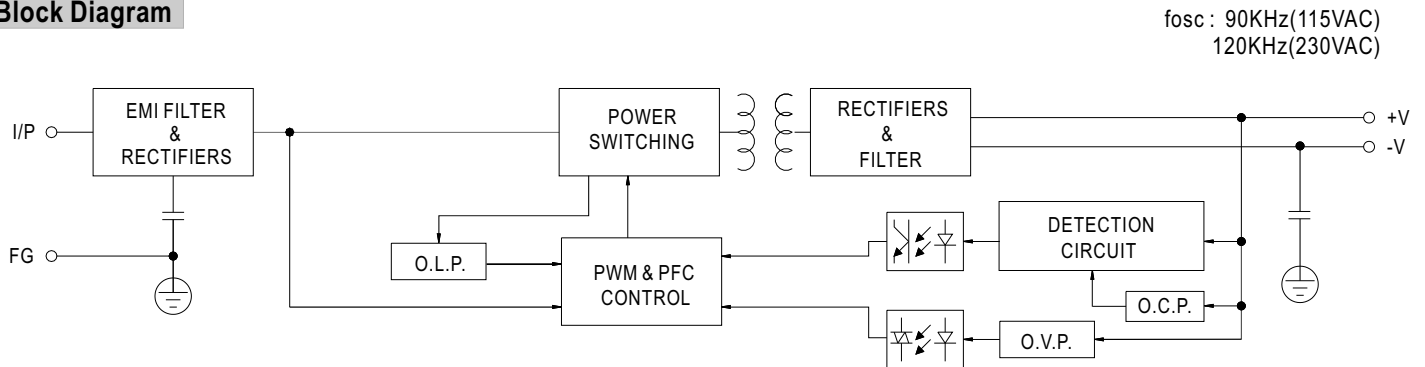 Block Diagram
fosc : 90KHz(115VAC)
120KHz(230VAC)
I/P
EMI FILTER
&
RECTIFIERS
POWER
SWITCHING
RECTIFIERS
&
FILTER
+V
-V
FG
O.L.P.
PWM & PFC
CONTROL
DETECTION
CIRCUIT
O.C.P.
O.V.P.